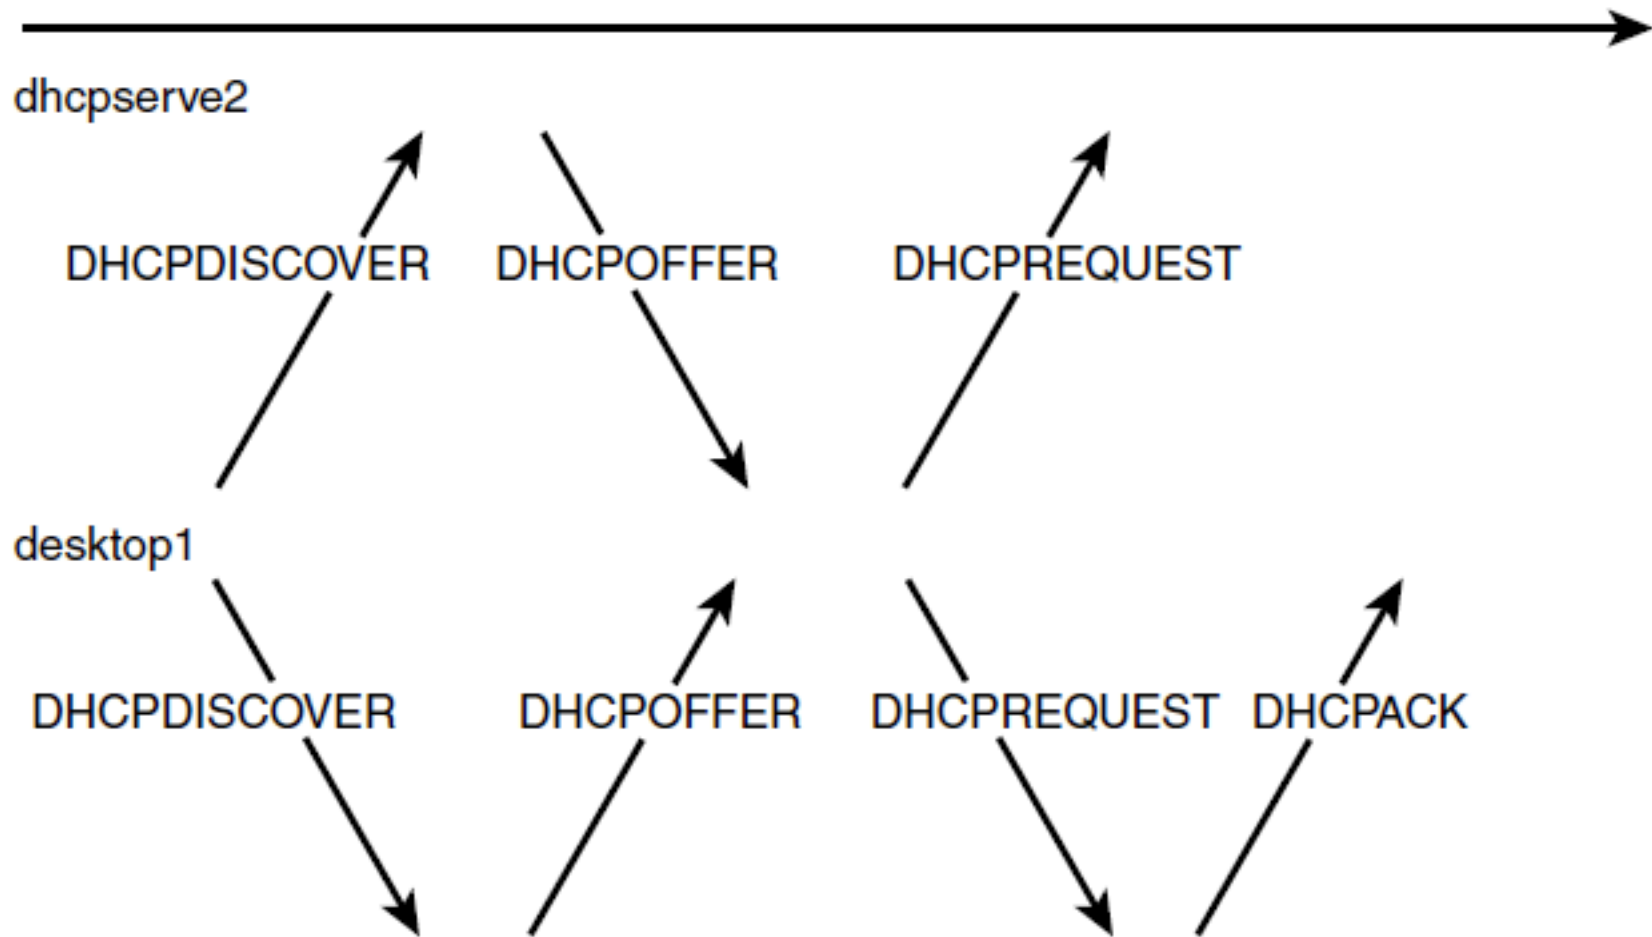 dhcpserve2
DHCPDISCOVER DHCPOFFER DHCPREQUEST
desktop1
DHCPDISCOVER DHCPOFFER DHCPREQUEST DHCPACK